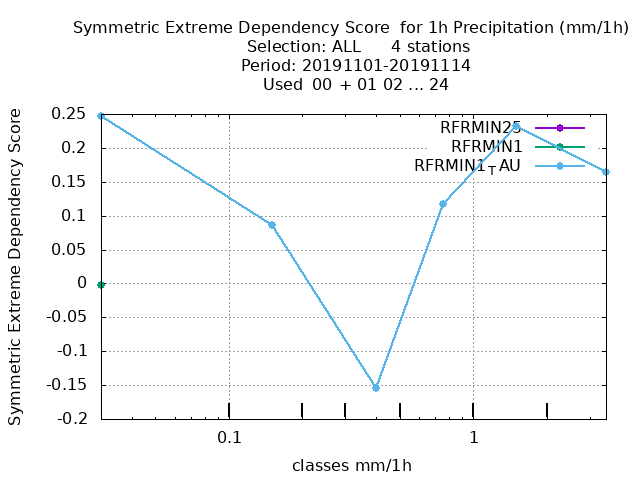 Symmetric Extreme Dependency Score  for 1h Precipitation (mm/1h)
Selection: ALL      4 stations
Period: 20191101-20191114
Used  00  + 01 02 ... 24
Symmetric Extreme Dependency Score
0.25
0.2
0.15
0.1
0.05
0
-0.05
-0.1
-0.15
-0.2
RFRMIN25
RFRMIN1
RFRMIN1TAU
0.1
1
classes mm/1h